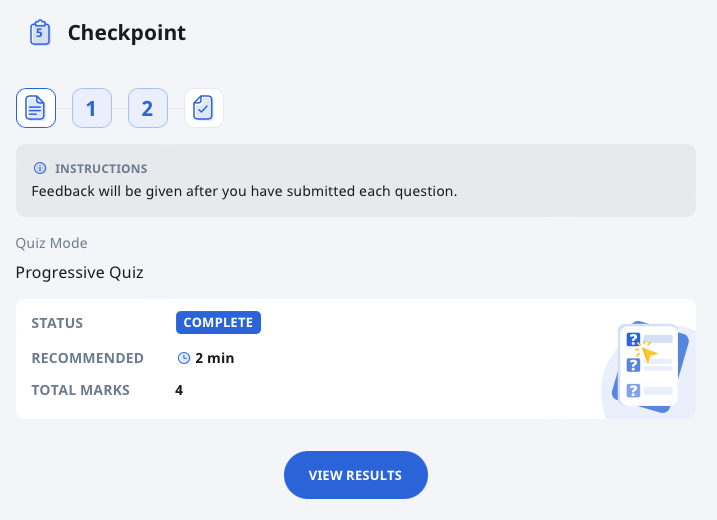 5
Checkpoint
1
2
INSTRUCTIONS
Feedback will be given after you have submitted each question.
Quiz Mode
Progressive Quiz
STATUS
COMPLETE
RECOMMENDED
2 min
TOTAL MARKS
4
?
?
?
VIEW RESULTS